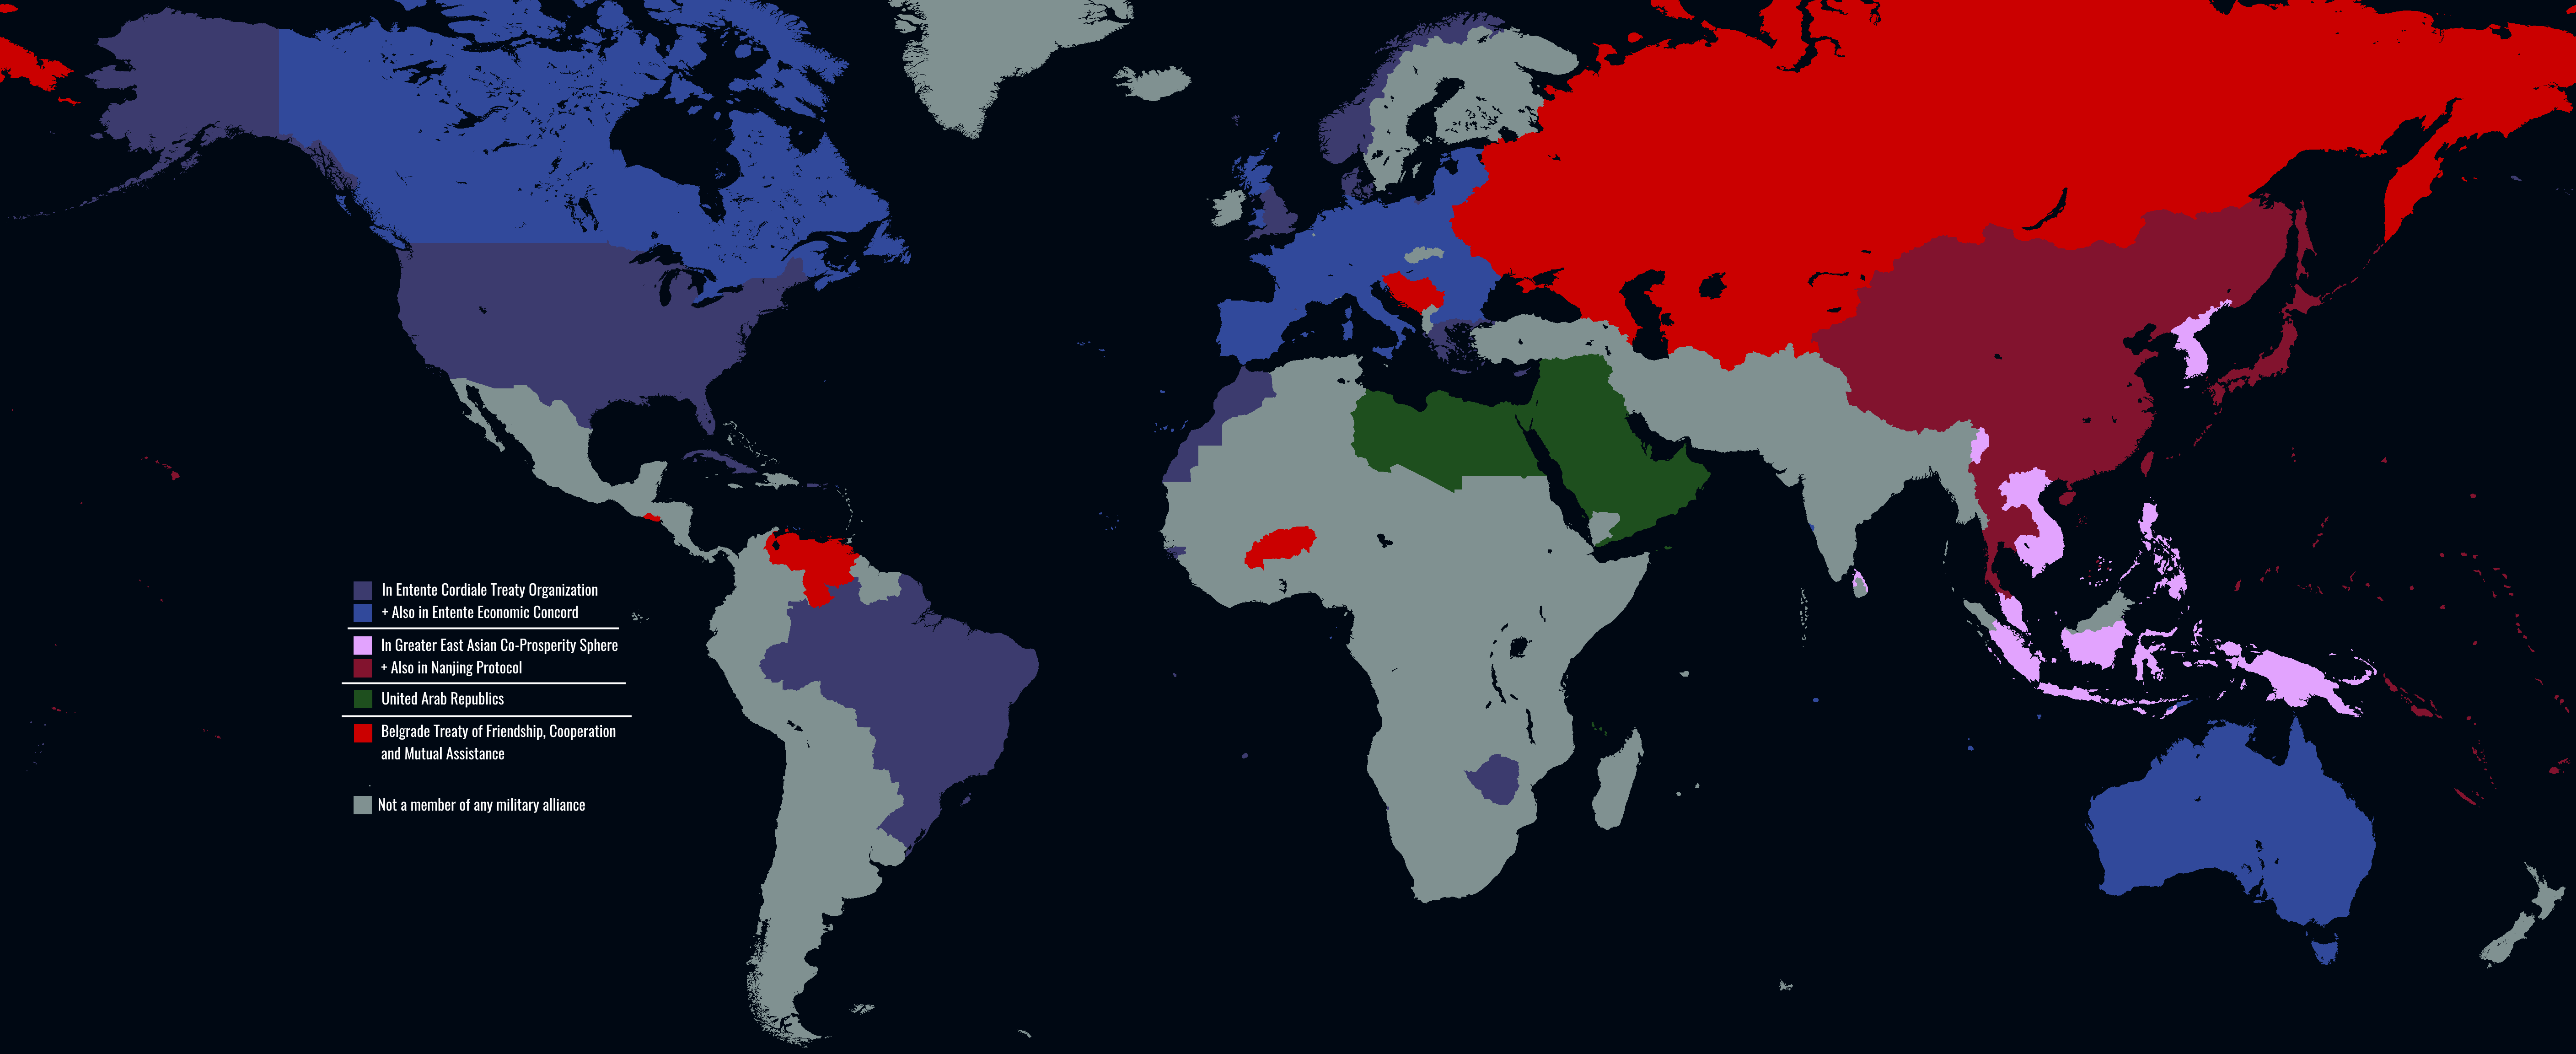 In Entente Cordiale Treaty Organization
+ Also in Entente Economic Concord
In Greater East Asian Co-Prosperity Sphere
+ Also in Nanjing Protocol
United Arab Republics
Belgrade Treaty of Friendship, Cooperation
and Mutual Assistance
Not a member of any military alliance